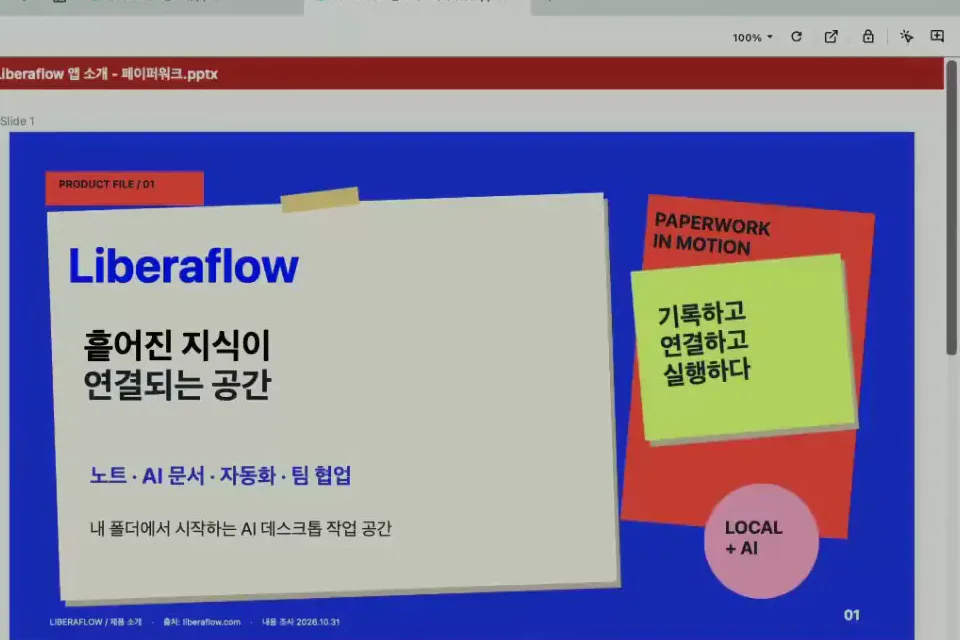 100%
Liberaflow 앱 소개 - 페이퍼워크.pptx
Slide 1
PRODUCT FILE / 01
Liberaflow
흩어진 지식이
연결되는 공간
노트 · AI 문서 · 자동화 · 팀 협업
내 폴더에서 시작하는 AI 데스크톱 작업 공간
PAPERWORK
IN MOTION
기록하고
연결하고
실행하다
LOCAL
+ AI
LIBERAFLOW / 제품 소개 · 출처: liberaflow.com · 내용 조사 2026.10.31
01